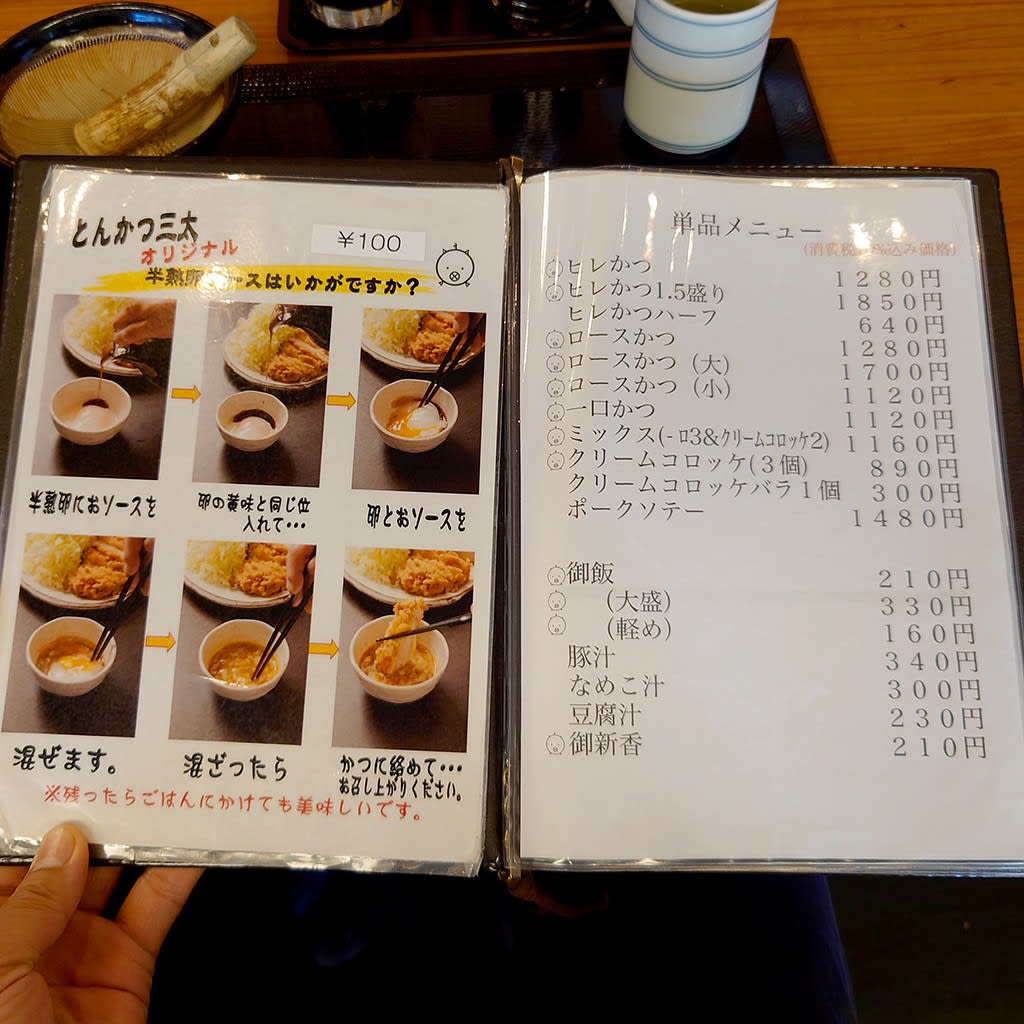 とんかつ三太
オリジナル
￥100
半熟卵ソースはいかがですか？
半熟卵におソースを
卵の黄味と同じ位
入れて・・・
卵とおソースを
混ぜます。
混ざったら
かつに絡めて・・・
お召し上がりください。
※残ったらごはんにかけても美味しいです。
単品メニュー
(消費税 %込み価格)
ヒレかつ 1280円
ヒレかつ1.5盛り 1850円
ヒレかつハーフ 640円
ロースかつ 1280円
ロースかつ (大) 1700円
ロースかつ (小) 1120円
一口かつ 1120円
ミックス(一ロ3&クリームコロッケ2) 1160円
クリームコロッケ(３個) 890円
クリームコロッケバラ１個 300円
ポークソテー 1480円
御飯 210円
(大盛) 330円
(軽め) 160円
豚汁 340円
なめこ汁 300円
豆腐汁 230円
御新香 210円